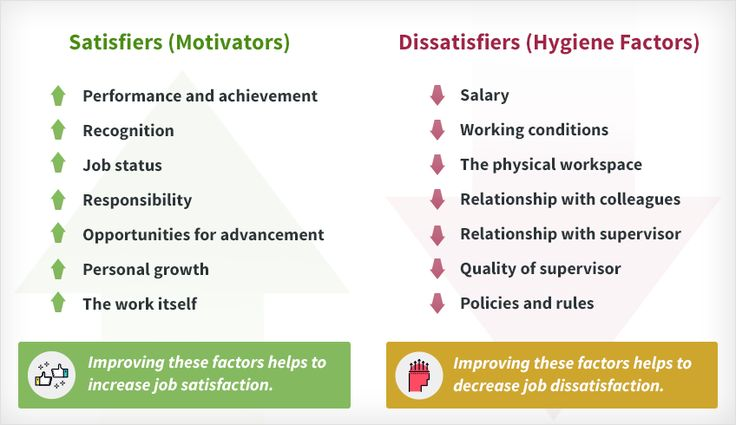 Satisfiers (Motivators)
Performance and achievement
Recognition
Job status
Responsibility
Opportunities for advancement
Personal growth
The work itself
Improving these factors helps to
increase job satisfaction.
Dissatisfiers (Hygiene Factors)
Salary
Working conditions
The physical workspace
Relationship with colleagues
Relationship with supervisor
Quality of supervisor
Policies and rules
Improving these factors helps to
decrease job dissatisfaction.